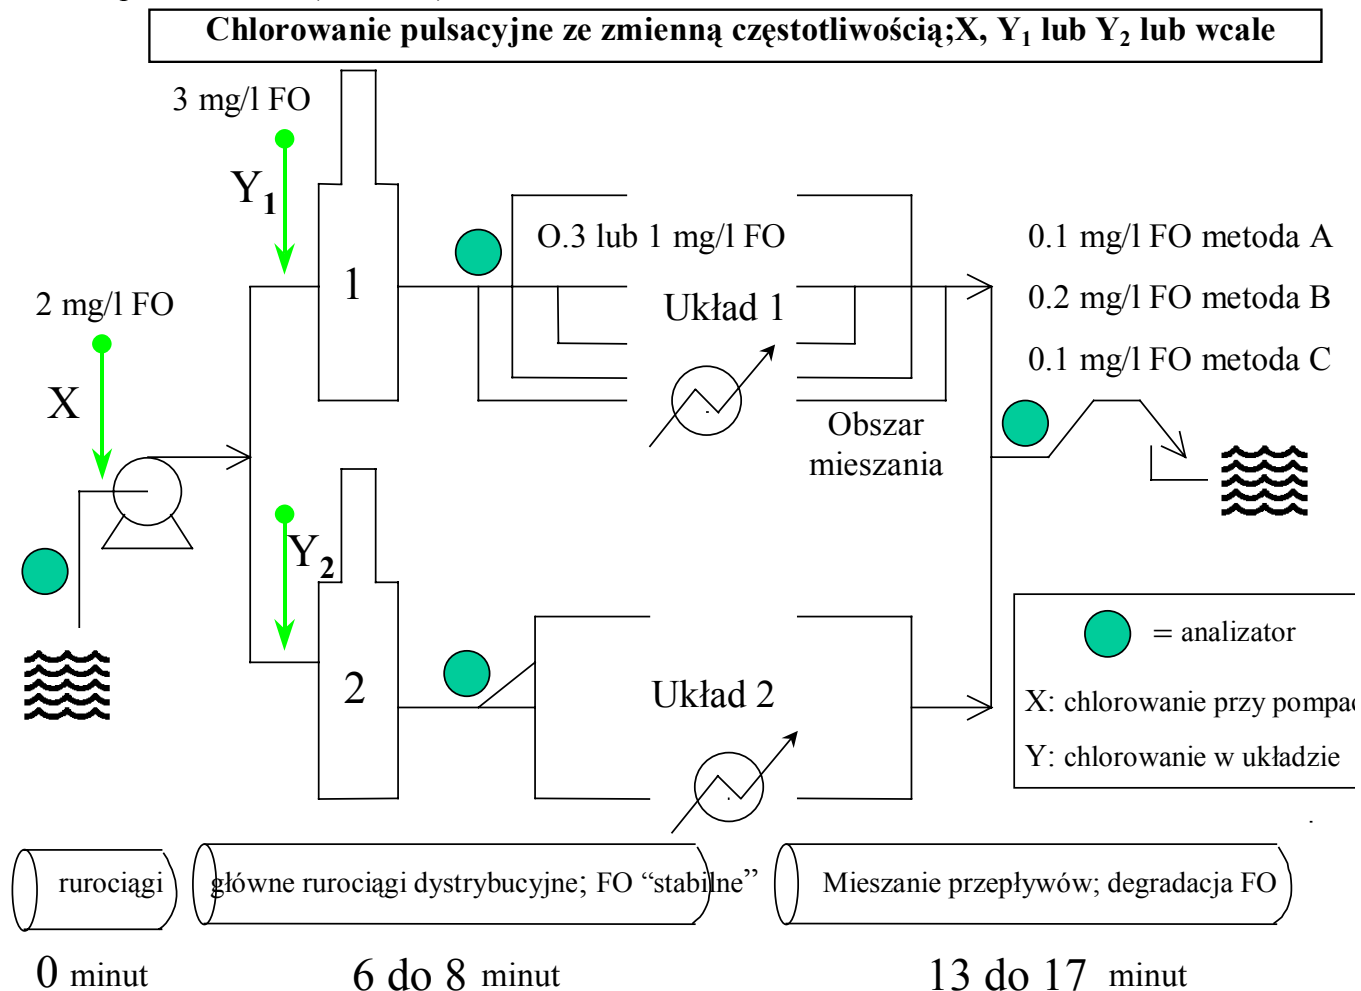 Chlorowanie pulsacyjne ze zmienną częstotliwością;X, Y₁ lub Y₂ lub wcale
3 mg/l FO
Y₁
1
O.3 lub 1 mg/l FO
Układ 1
0.1 mg/l FO metoda A
0.2 mg/l FO metoda B
0.1 mg/l FO metoda C
2 mg/l FO
X
Obszar
mieszania
Y₂
2
Układ 2
= analizator
X: chlorowanie przy pompac
Y: chlorowanie w układzie
rurociągi
główne rurociągi dystrybucyjne; FO “stabilne”
Mieszanie przepływów; degradacja FO
0 minut
6 do 8 minut
13 do 17 minut